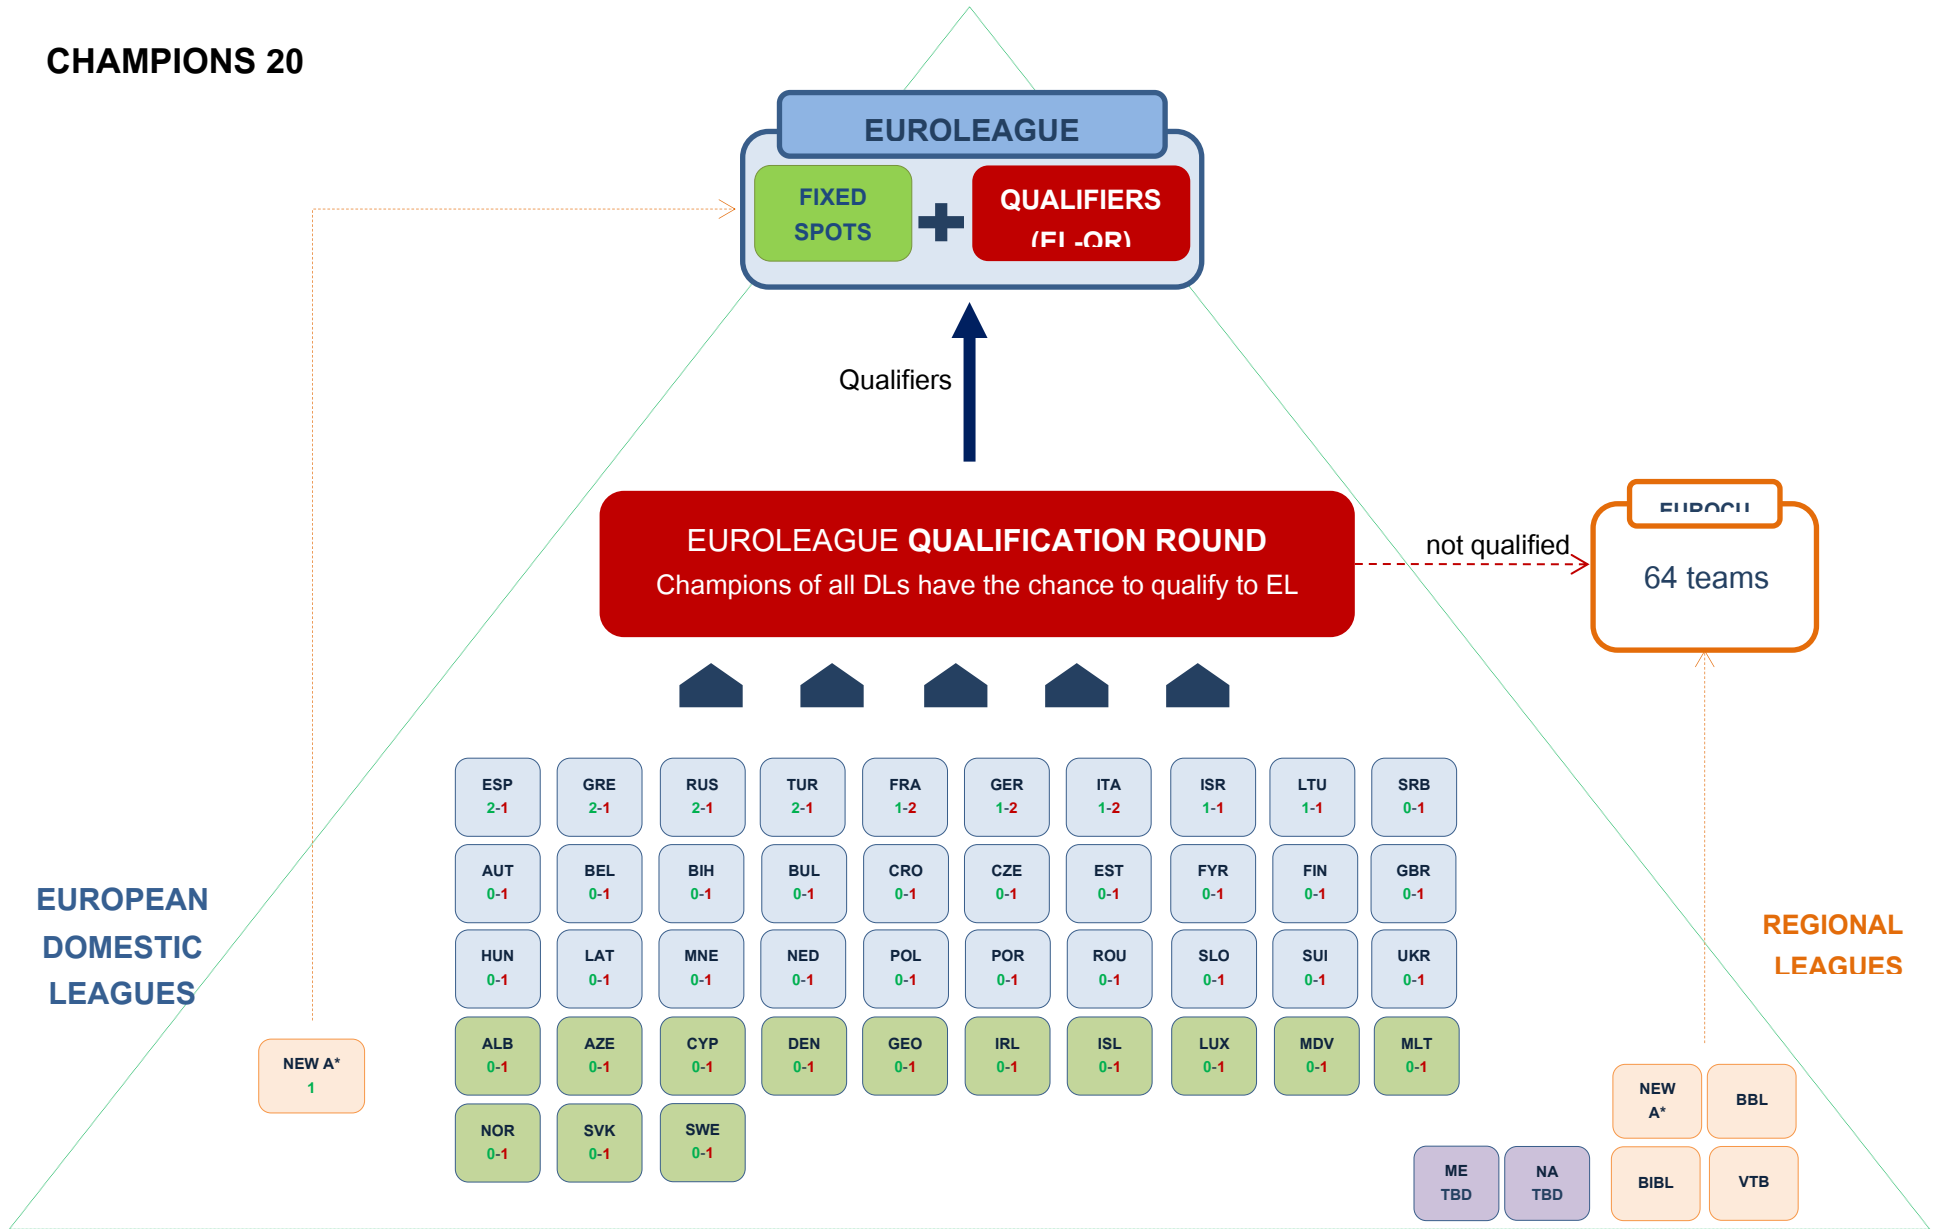 CHAMPIONS 20
EUROLEAGUE
FIXED
SPOTS
QUALIFIERS
(EL-QR)
Qualifiers
EUROLEAGUE QUALIFICATION ROUND
Champions of all DLs have the chance to qualify to EL
not qualified
EUROCU
64 teams
ESP GRE RUS TUR FRA GER ITA ISR LTU SRB
2-1 2-1 2-1 2-1 1-2 1-2 1-2 1-1 1-1 0-1
AUT BEL BIH BUL CRO CZE EST FYR FIN GBR
0-1 0-1 0-1 0-1 0-1 0-1 0-1 0-1 0-1 0-1
HUN LAT MNE NED POL POR ROU SLO SUI UKR
0-1 0-1 0-1 0-1 0-1 0-1 0-1 0-1 0-1 0-1
ALB AZE CYP DEN GEO IRL ISL LUX MDV MLT
0-1 0-1 0-1 0-1 0-1 0-1 0-1 0-1 0-1 0-1
NOR SVK SWE
0-1 0-1 0-1
EUROPEAN
DOMESTIC
LEAGUES
NEW A*
1
REGIONAL
LEAGUES
NEW
A*
BBL
ME
TBD
NA
TBD
BIBL
VTB